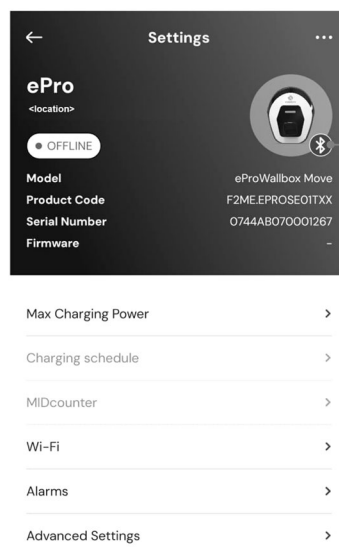 Settings
ePro
<location>
OFFLINE
Model eProWallbox Move
Product Code F2ME.EPROSE01TXX
Serial Number 0744AB070001267
Firmware -
Max Charging Power
Charging schedule
MIDcounter
Wi-Fi
Alarms
Advanced Settings